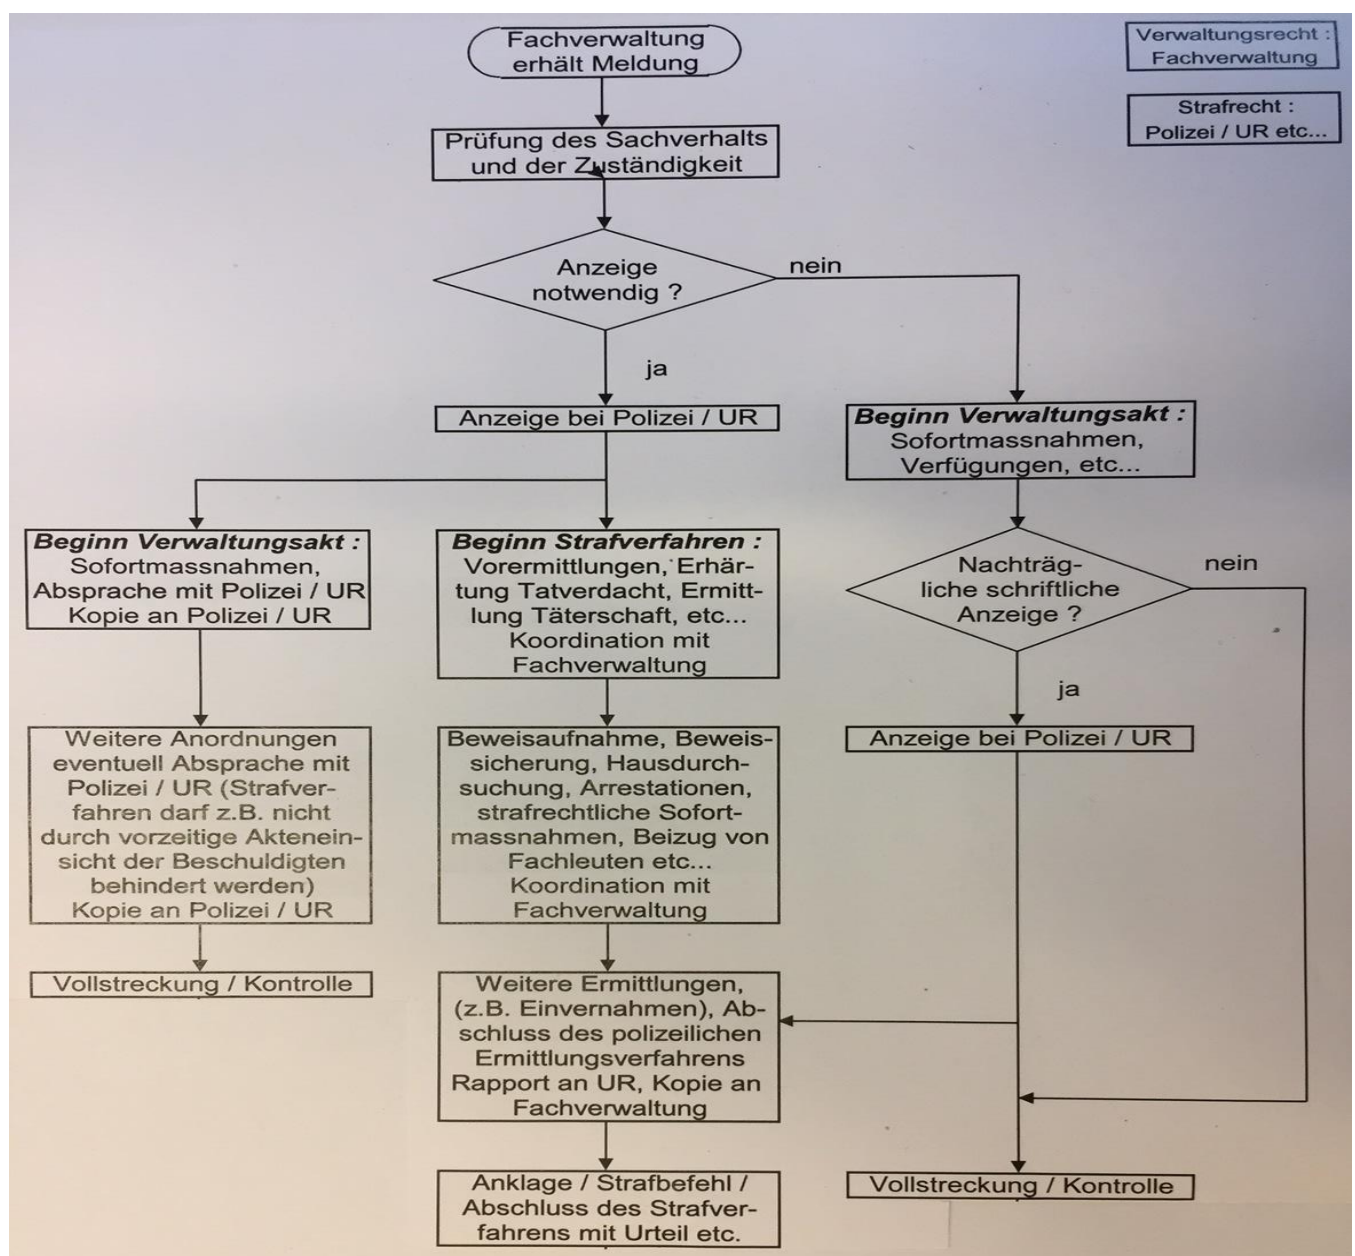 Fachverwaltung
erhält Meldung
Verwaltungsrecht :
Fachverwaltung
Strafrecht :
Polizei / UR etc...
Prüfung des Sachverhalts
und der Zuständigkeit
Anzeige
notwendig ?
nein
ja
Anzeige bei Polizei / UR
Beginn Verwaltungsakt :
Sofortmassnahmen,
Verfügungen, etc...
Beginn Verwaltungsakt :
Sofortmassnahmen,
Absprache mit Polizei / UR
Kopie an Polizei / UR
Beginn Strafverfahren :
Vorermittlungen, Erhär-
tung Tatverdacht, Ermitt-
lung Täterschaft, etc...
Koordination mit
Fachverwaltung
Nachträg-
liche schriftliche
Anzeige ?
nein
ja
Weitere Anordnungen
eventuell Absprache mit
Polizei / UR (Strafver-
fahren darf z.B. nicht
durch vorzeitige Aktenein-
sicht der Beschuldigten
behindert werden)
Kopie an Polizei / UR
Beweisaufnahme, Beweis-
sicherung, Hausdurch-
suchung, Arrestationen,
strafrechtliche Sofort-
massnahmen, Beizug von
Fachleuten etc...
Koordination mit
Fachverwaltung
Anzeige bei Polizei / UR
Vollstreckung / Kontrolle
Weitere Ermittlungen,
(z.B. Einvernahmen), Ab-
schluss des polizeilichen
Ermittlungsverfahrens
Rapport an UR, Kopie an
Fachverwaltung
Anklage / Strafbefehl /
Abschluss des Strafver-
fahrens mit Urteil etc.
Vollstreckung / Kontrolle